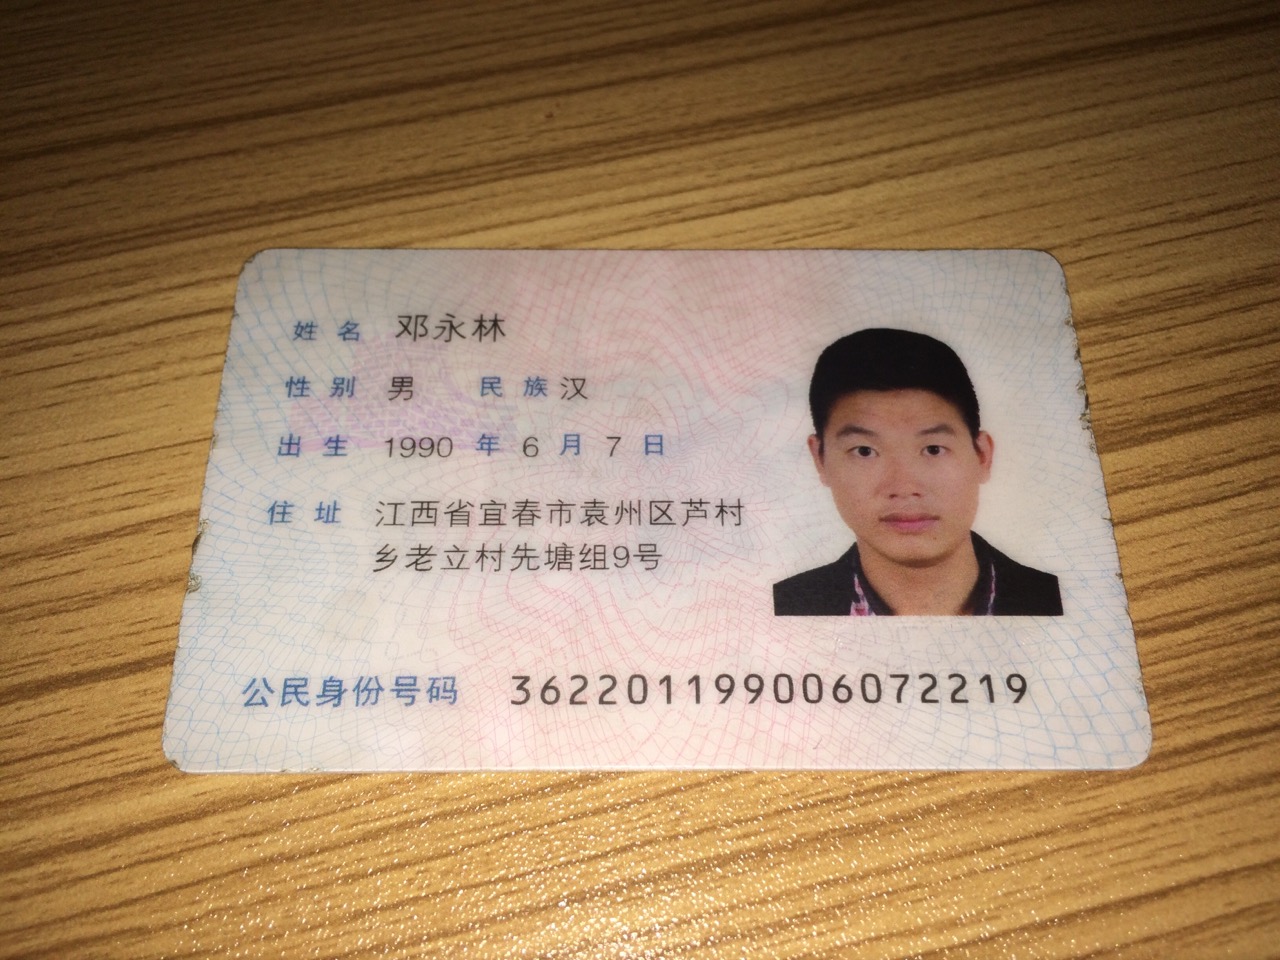 姓名 邓永林
性别 男 民族 汉
出生 1990 年 6 月 7 日
住址 江西省宜春市袁州区芦村
乡老立村先塘组9号
公民身份号码 362201199006072219